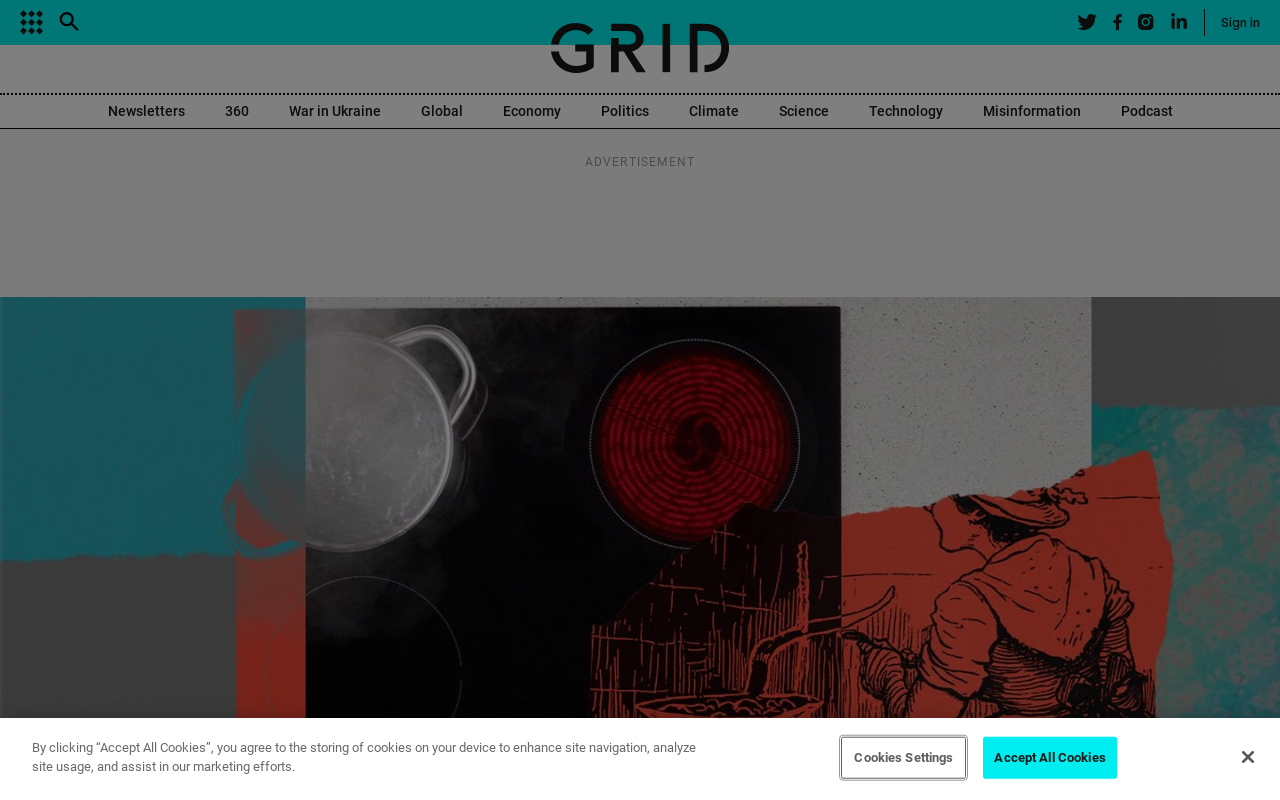 GRID
Sign in
Newsletters 360 War in Ukraine Global Economy Politics Climate Science Technology Misinformation Podcast
ADVERTISEMENT
By clicking “Accept All Cookies”, you agree to the storing of cookies on your device to enhance site navigation, analyze
site usage, and assist in our marketing efforts.
Cookies Settings
Accept All Cookies